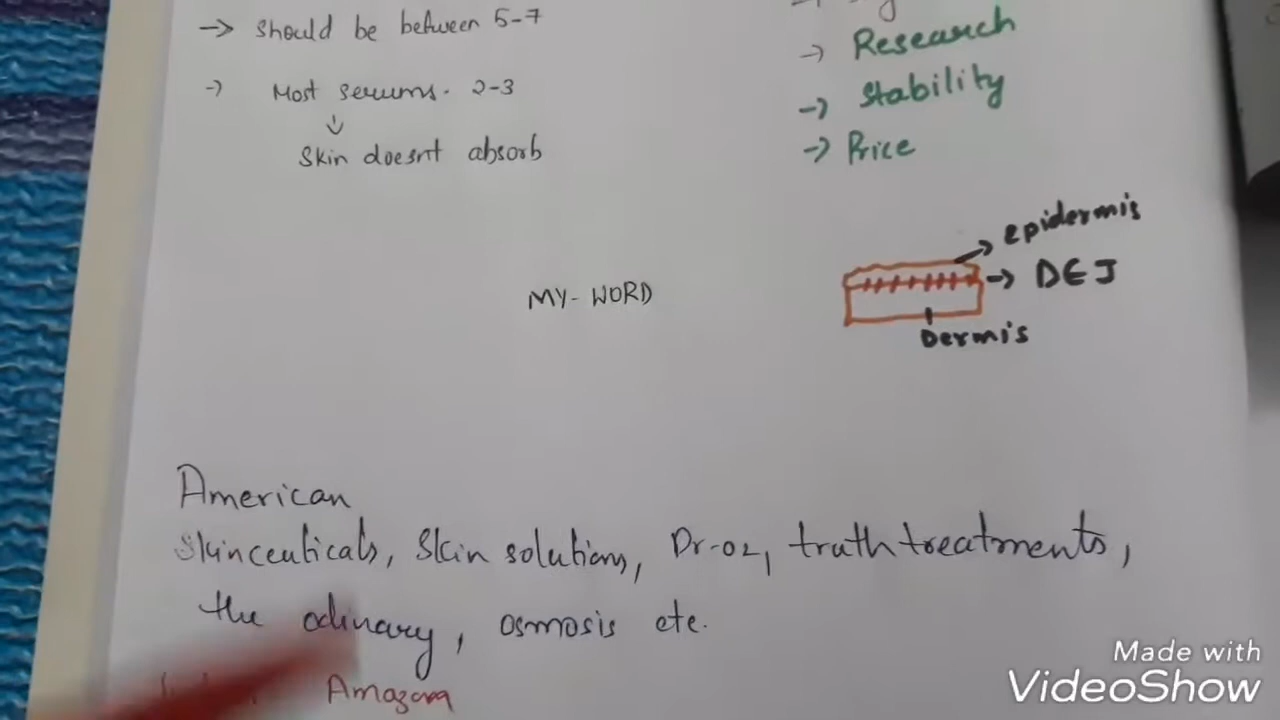 → Should be between 5-7
→ Most serums. 2-3
↓
Skin doesnt absorb
→ Research
→ Stability
→ Price
→ epidermis
→ DEJ
Dermis
MY-WORD
American
Skinceuticals, Skin solutions, Dr-oz, truth treatments,
the odinary, osmosis etc.
Amazon
Made with
VideoShow